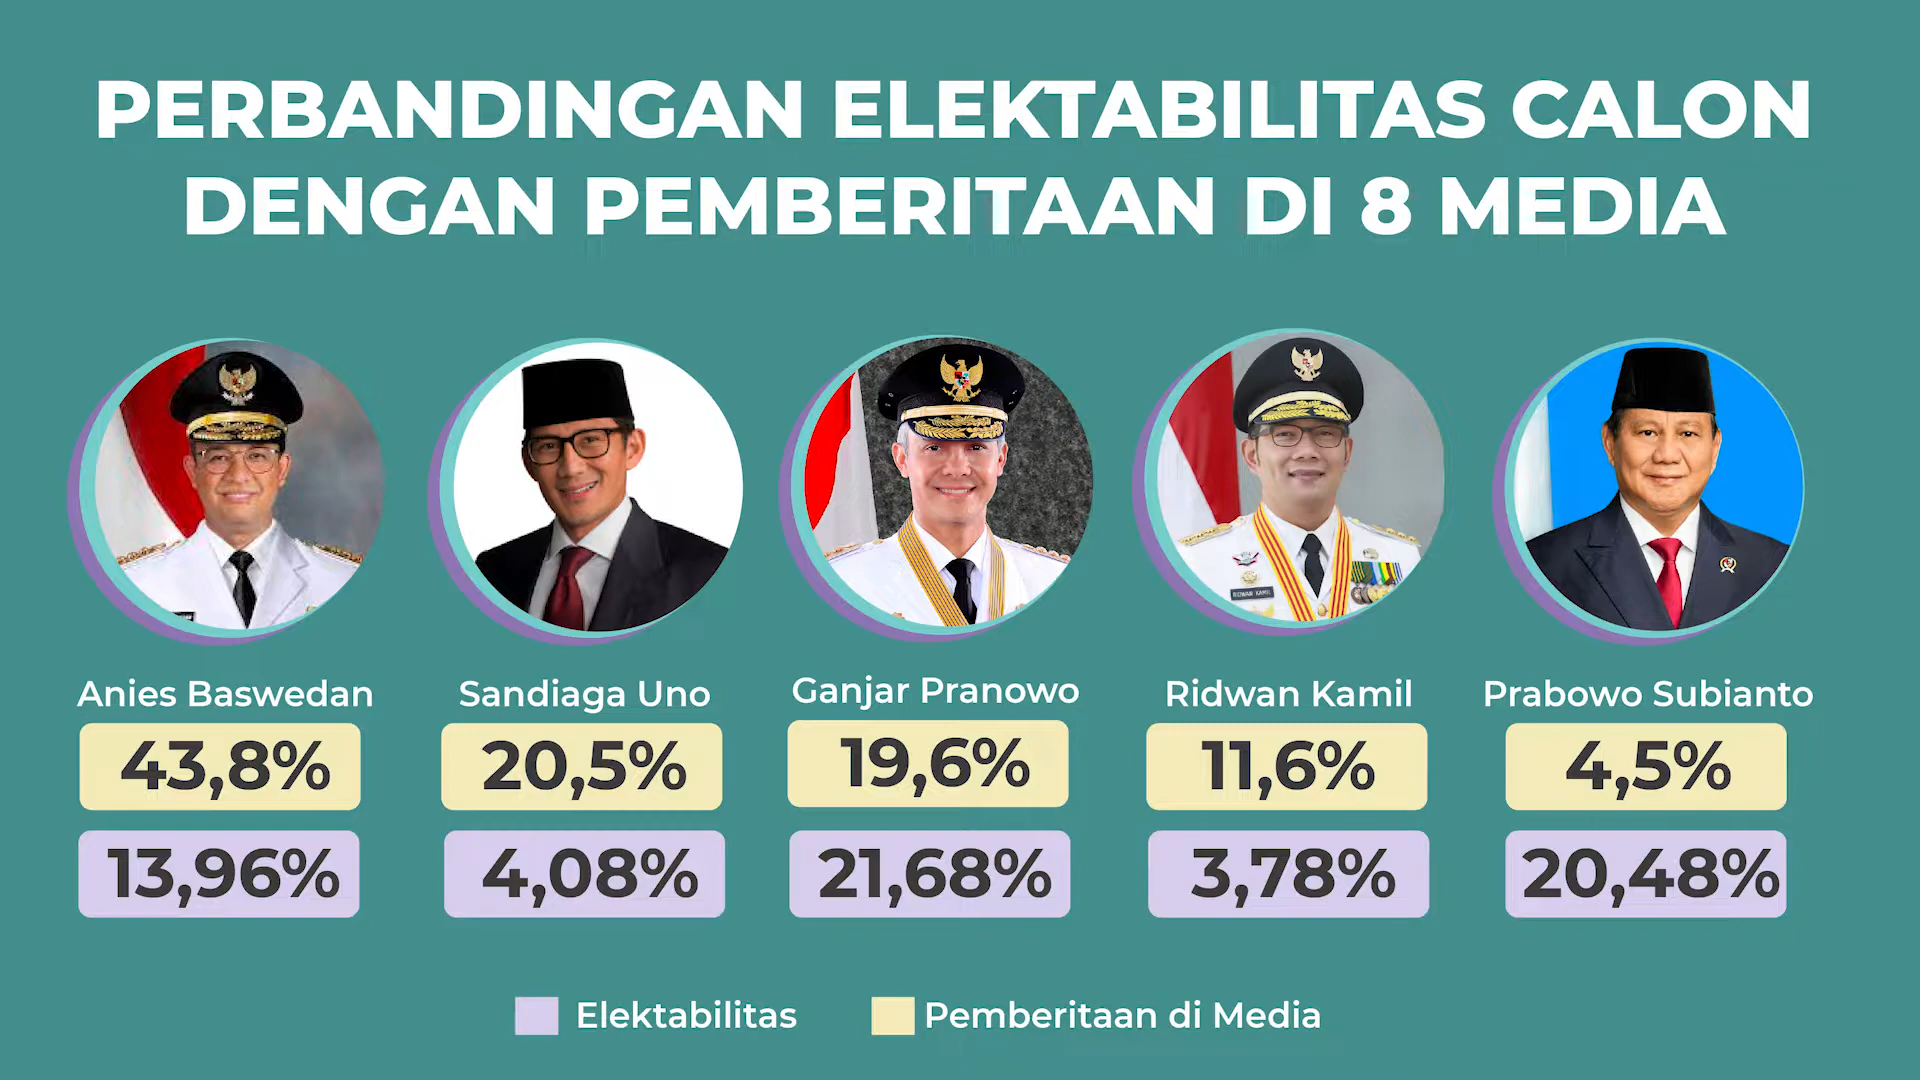 PERBANDINGAN ELEKTABILITAS CALON
DENGAN PEMBERITAAN DI 8 MEDIA
Anies Baswedan
43,8%
13,96%
Sandiaga Uno
20,5%
4,08%
Ganjar Pranowo
19,6%
21,68%
RIDWAN KAMIL
Ridwan Kamil
11,6%
3,78%
Prabowo Subianto
4,5%
20,48%
Elektabilitas
Pemberitaan di Media